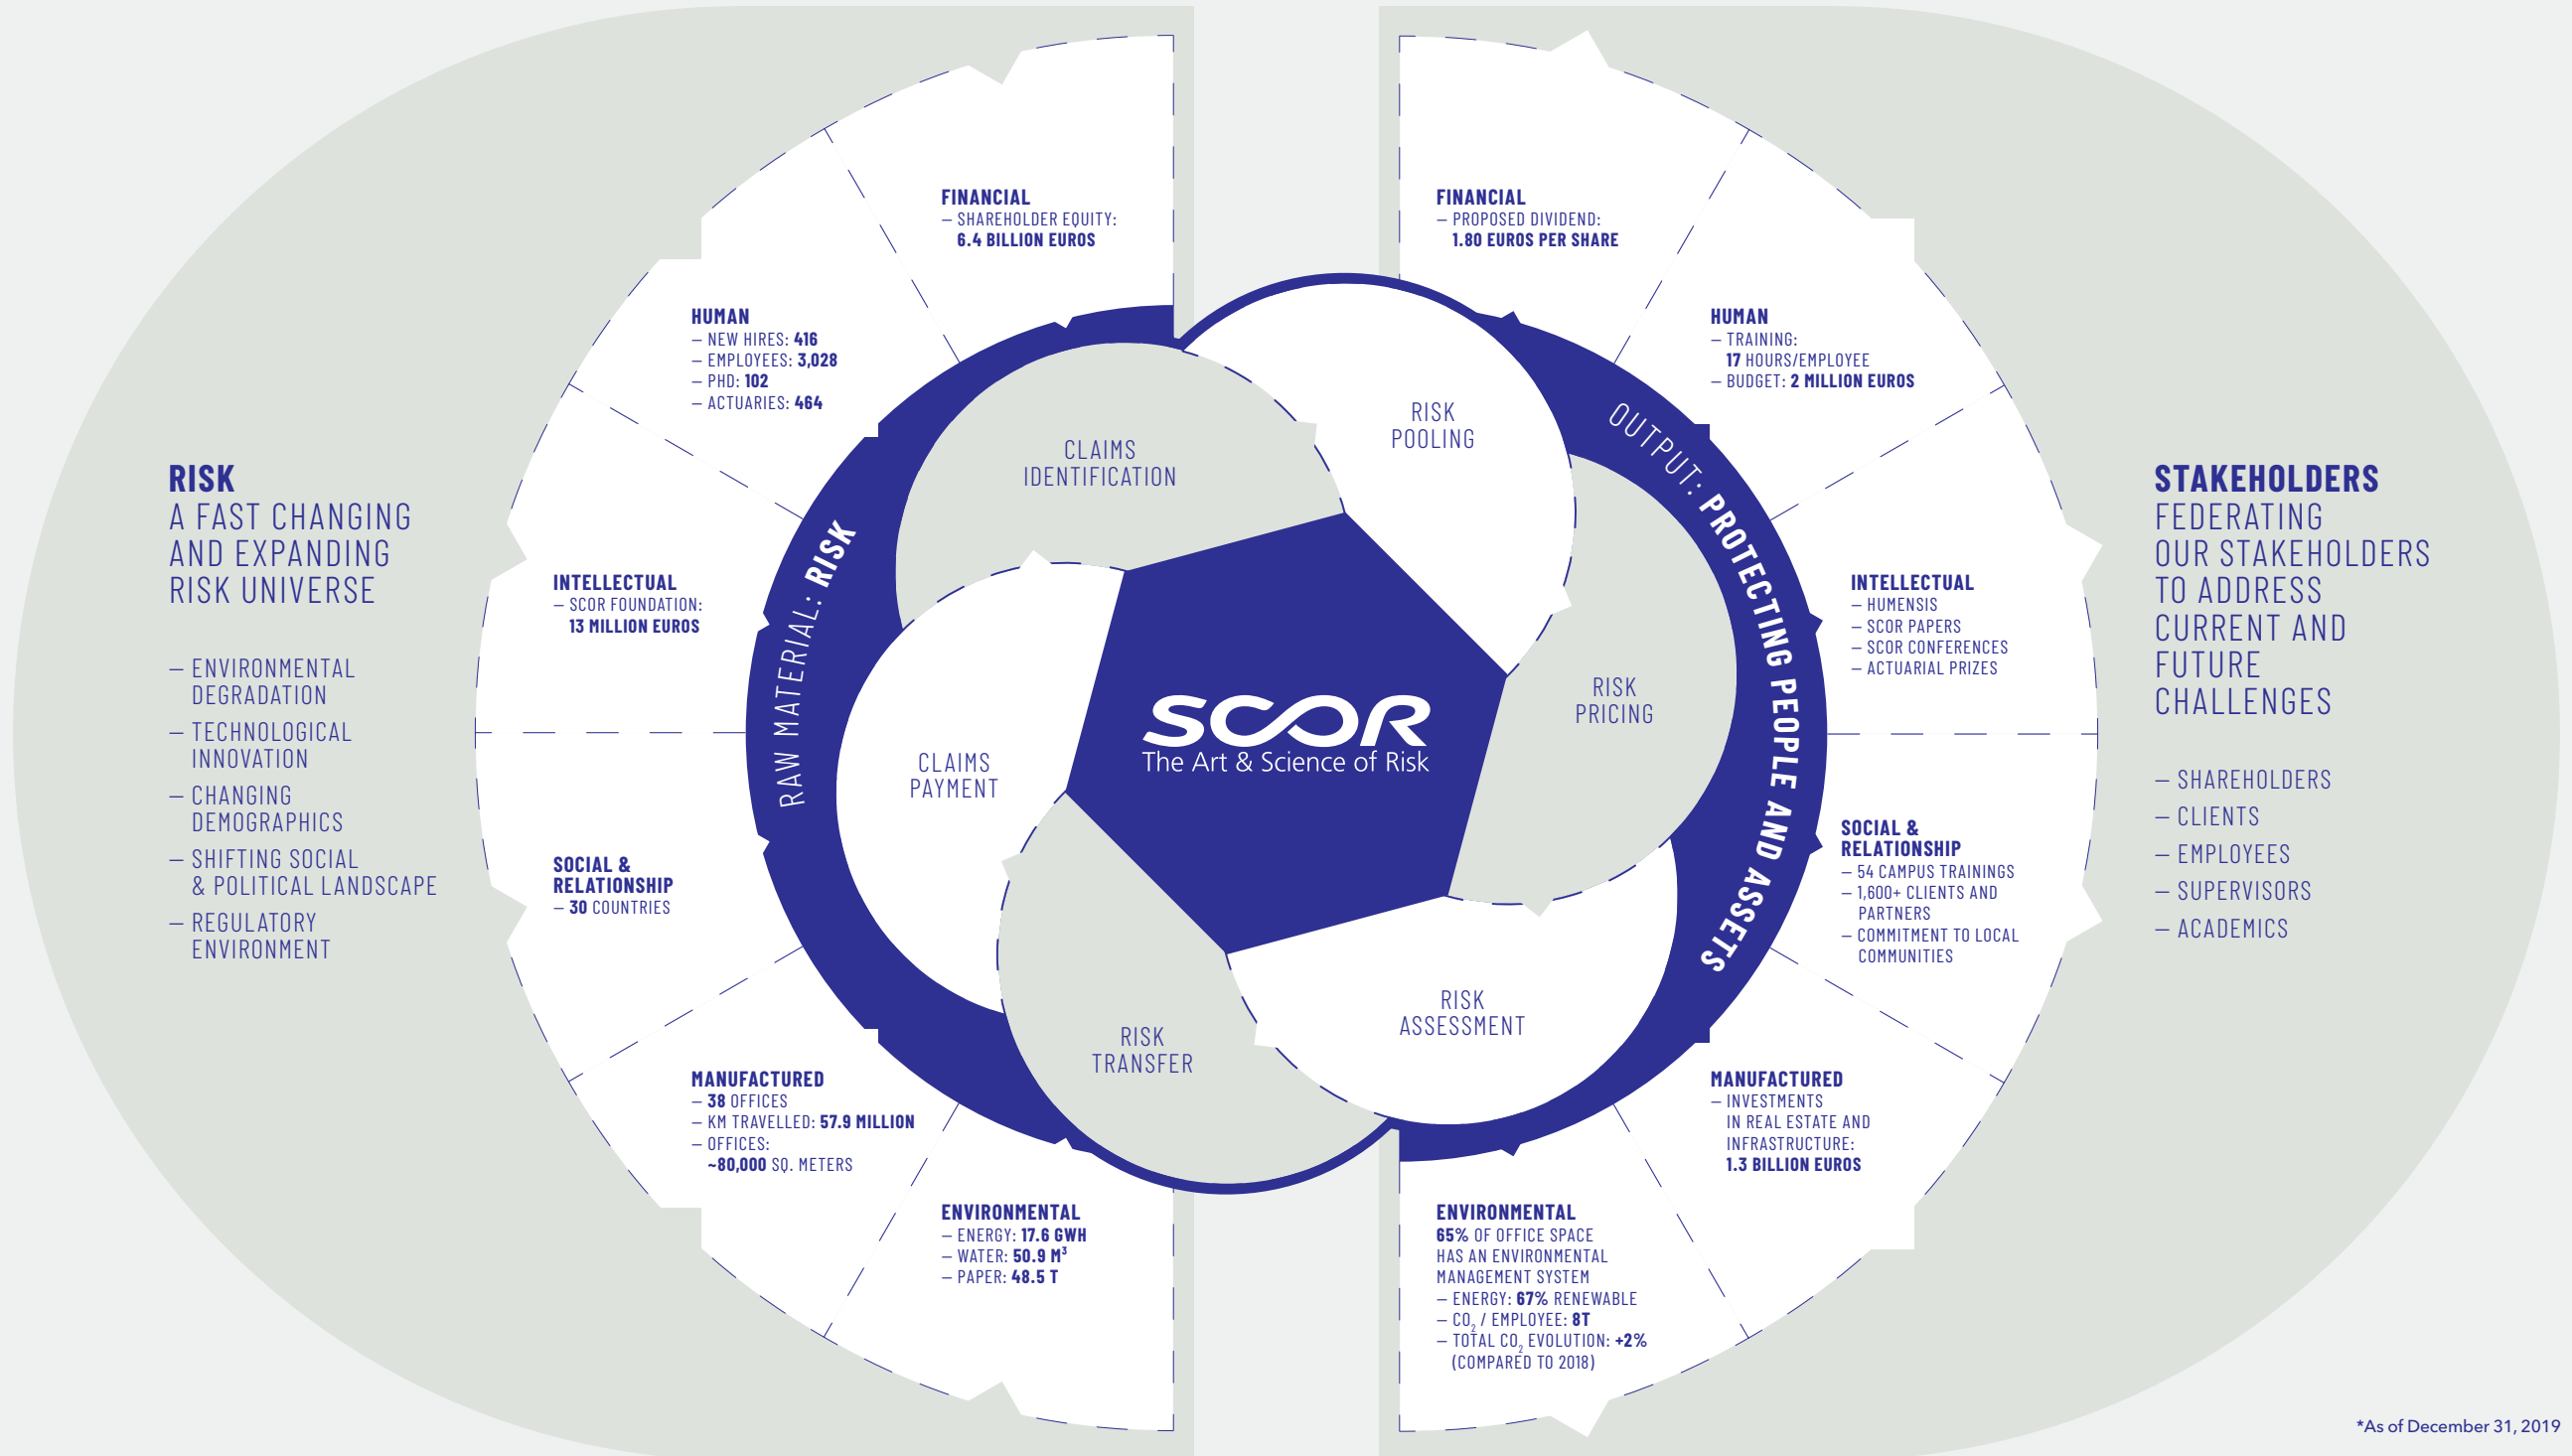 RISK
A FAST CHANGING
AND EXPANDING
RISK UNIVERSE
– ENVIRONMENTAL
DEGRADATION
– TECHNOLOGICAL
INNOVATION
– CHANGING
DEMOGRAPHICS
– SHIFTING SOCIAL
& POLITICAL LANDSCAPE
– REGULATORY
ENVIRONMENT
FINANCIAL
– SHAREHOLDER EQUITY:
6.4 BILLION EUROS
HUMAN
– NEW HIRES: 416
– EMPLOYEES: 3,028
– PHD: 102
– ACTUARIES: 464
INTELLECTUAL
– SCOR FOUNDATION:
13 MILLION EUROS
SOCIAL &
RELATIONSHIP
– 30 COUNTRIES
MANUFACTURED
– 38 OFFICES
– KM TRAVELLED: 57.9 MILLION
– OFFICES:
~80,000 SQ. METERS
ENVIRONMENTAL
– ENERGY: 17.6 GWH
– WATER: 50.9 M³
– PAPER: 48.5 T
RAW MATERIAL: RISK
CLAIMS
IDENTIFICATION
RISK
POOLING
RISK
PRICING
RISK
ASSESSMENT
RISK
TRANSFER
CLAIMS
PAYMENT
SCOR
The Art & Science of Risk
OUTPUT: PROTECTING PEOPLE AND ASSETS
FINANCIAL
– PROPOSED DIVIDEND:
1.80 EUROS PER SHARE
HUMAN
– TRAINING:
17 HOURS/EMPLOYEE
– BUDGET: 2 MILLION EUROS
INTELLECTUAL
– HUMENSIS
– SCOR PAPERS
– SCOR CONFERENCES
– ACTUARIAL PRIZES
SOCIAL &
RELATIONSHIP
– 54 CAMPUS TRAININGS
– 1,600+ CLIENTS AND
PARTNERS
– COMMITMENT TO LOCAL
COMMUNITIES
MANUFACTURED
– INVESTMENTS
IN REAL ESTATE AND
INFRASTRUCTURE:
1.3 BILLION EUROS
ENVIRONMENTAL
65% OF OFFICE SPACE
HAS AN ENVIRONMENTAL
MANAGEMENT SYSTEM
– ENERGY: 67% RENEWABLE
– CO₂ / EMPLOYEE: 8T
– TOTAL CO₂ EVOLUTION: +2%
(COMPARED TO 2018)
STAKEHOLDERS
FEDERATING
OUR STAKEHOLDERS
TO ADDRESS
CURRENT AND
FUTURE
CHALLENGES
– SHAREHOLDERS
– CLIENTS
– EMPLOYEES
– SUPERVISORS
– ACADEMICS
*As of December 31, 2019